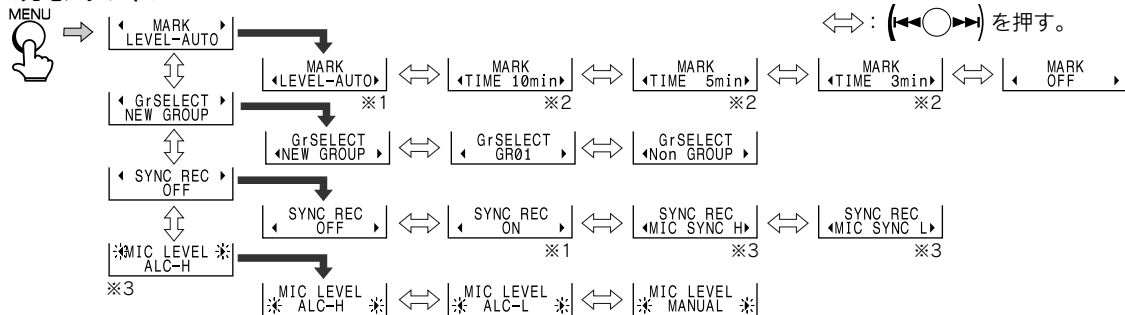 MENU
MARK
LEVEL-AUTO
: を押す。
MARK
LEVEL-AUTO
※1
MARK
TIME 10min
※2
MARK
TIME 5min
※2
MARK
TIME 3min
※2
MARK
OFF
GrSELECT
NEW GROUP
GrSELECT
NEW GROUP
GrSELECT
GR01
GrSELECT
Non GROUP
SYNC REC
OFF
SYNC REC
OFF
SYNC REC
ON
※1
SYNC REC
MIC SYNC H
※3
SYNC REC
MIC SYNC L
※3
MIC LEVEL
ALC-H
※3
MIC LEVEL
ALC-H
MIC LEVEL
ALC-L
MIC LEVEL
MANUAL